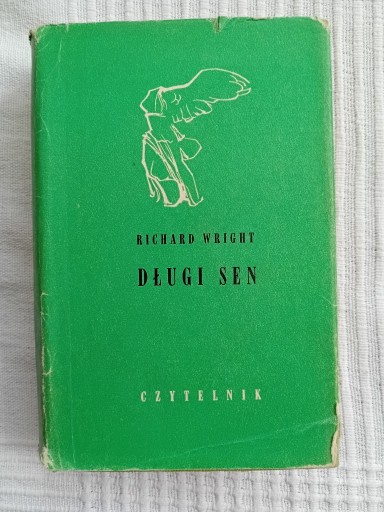 RICHARD WRIGHT
DŁUGI SEN
CZYTELNIK